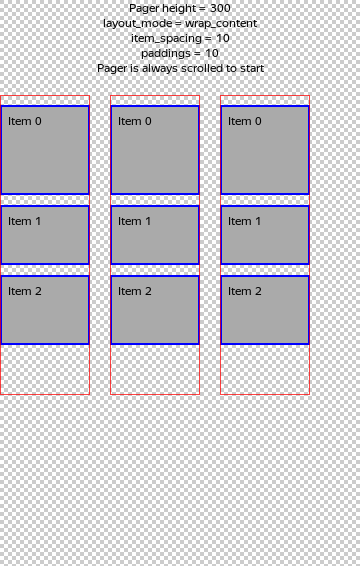 Pager height = 300
layout_mode = wrap_content
item_spacing = 10
paddings = 10
Pager is always scrolled to start
Item 0
Item 0
Item 0
Item 1
Item 1
Item 1
Item 2
Item 2
Item 2